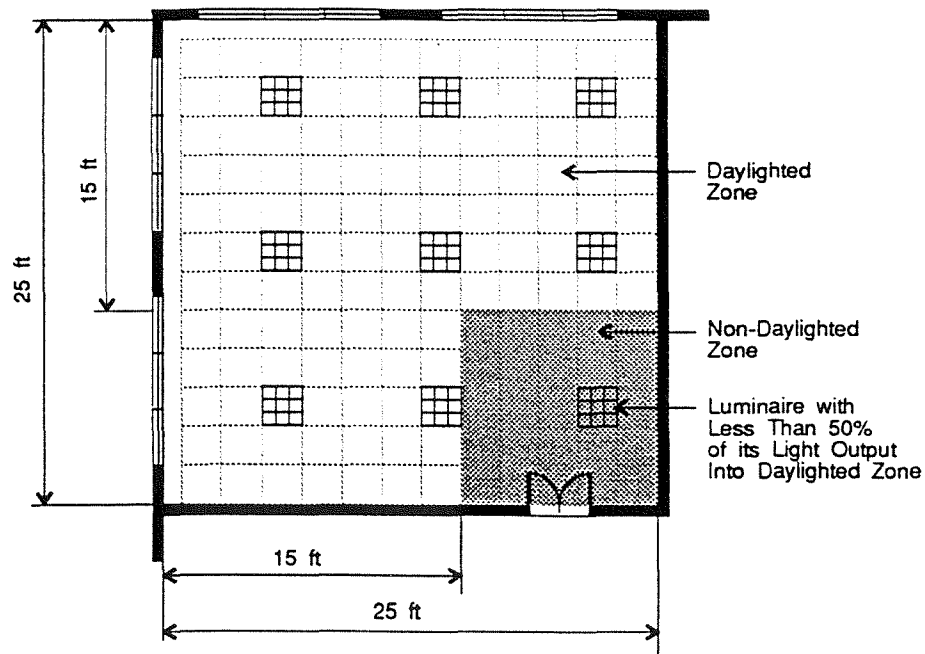 Daylighted
Zone
15 ft
25 ft
Non-Daylighted
Zone
Luminaire with
Less Than 50%
of its Light Output
Into Daylighted Zone
15 ft
25 ft